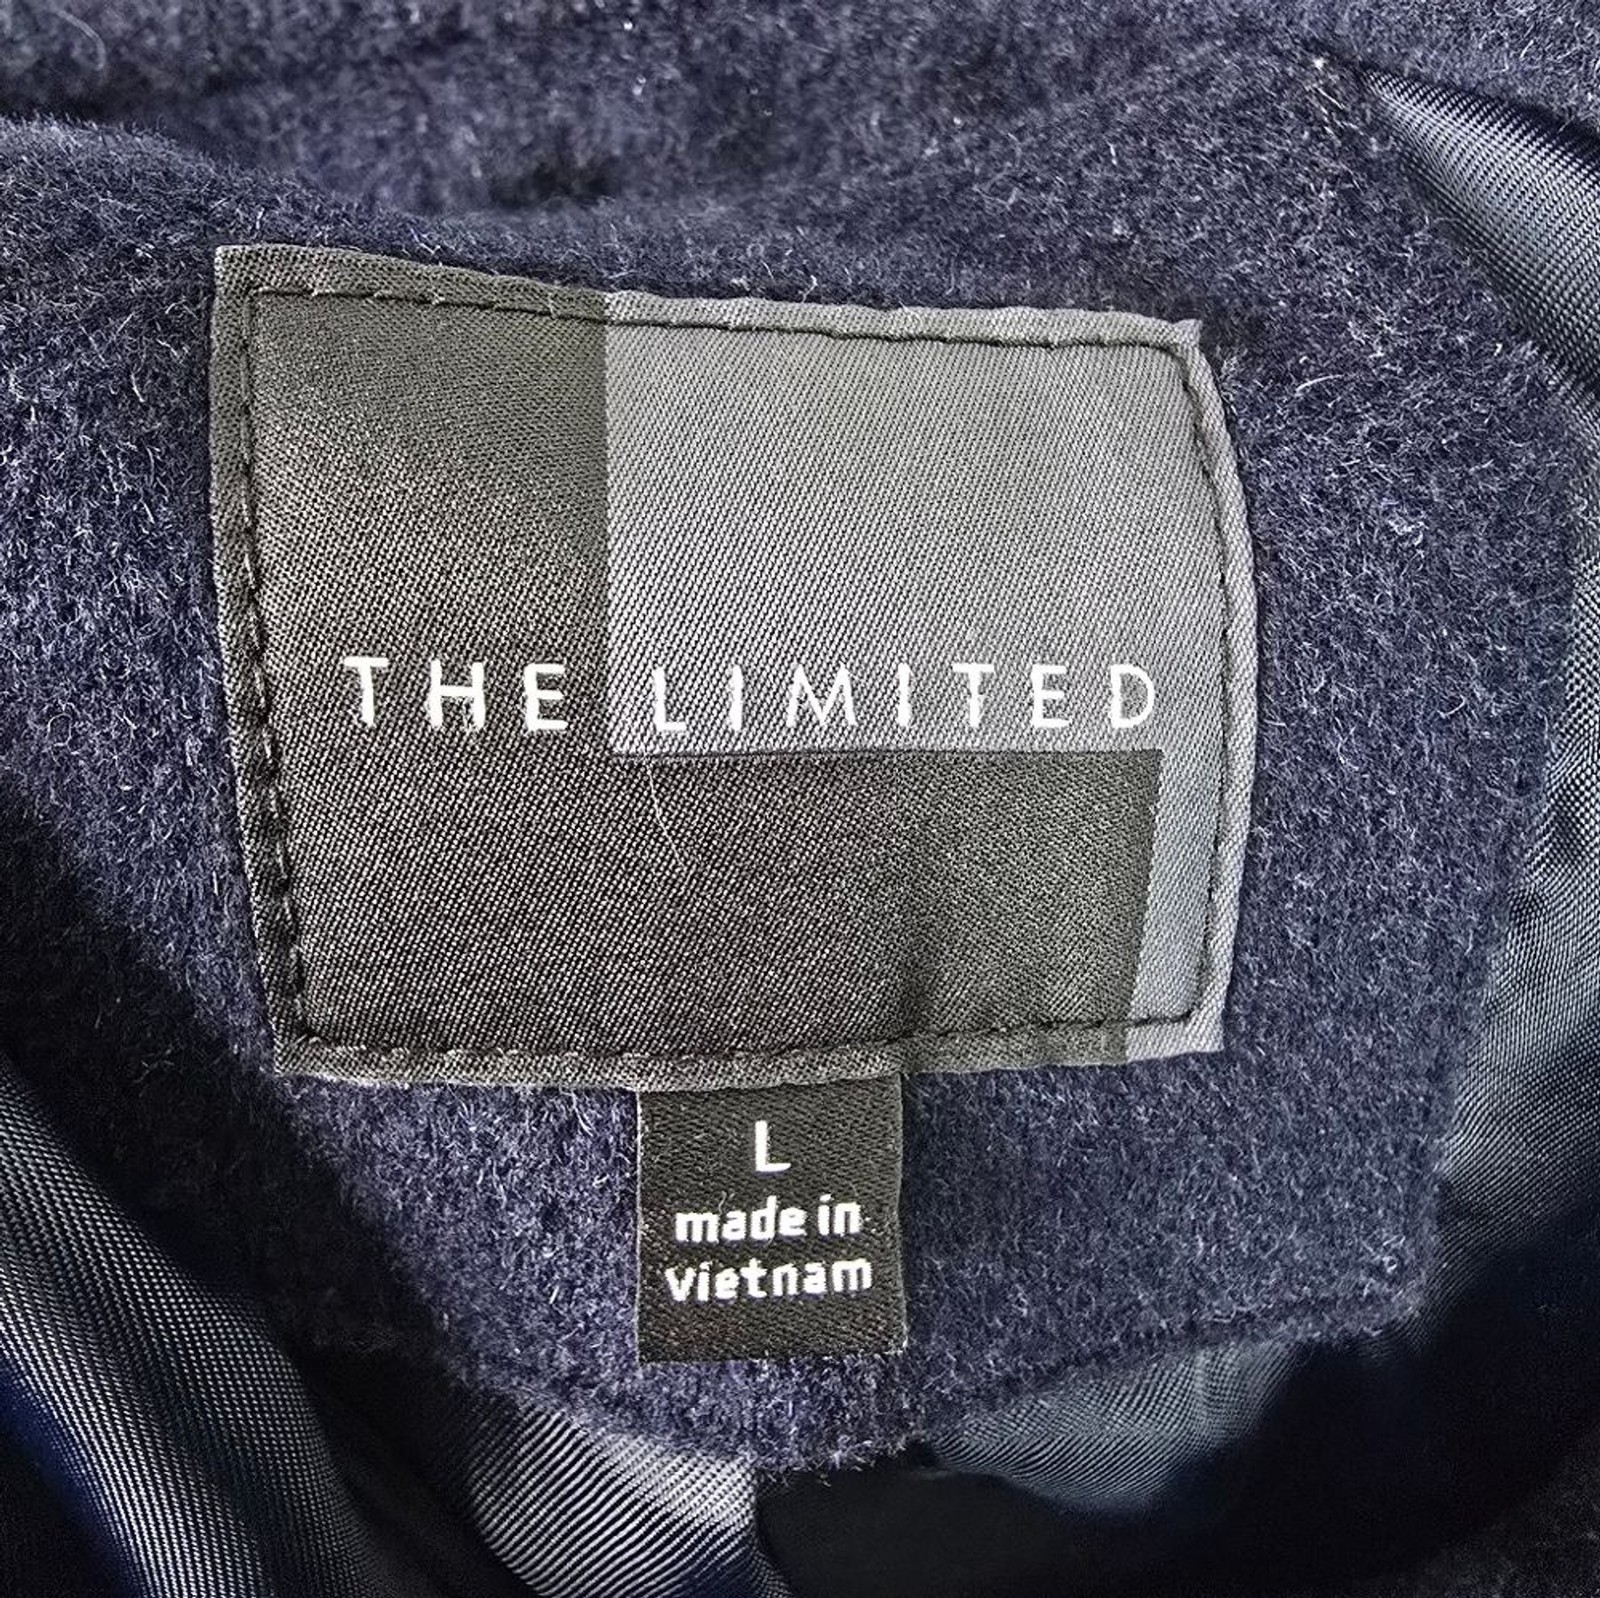 THE LIMITED
L
made in
vietnam